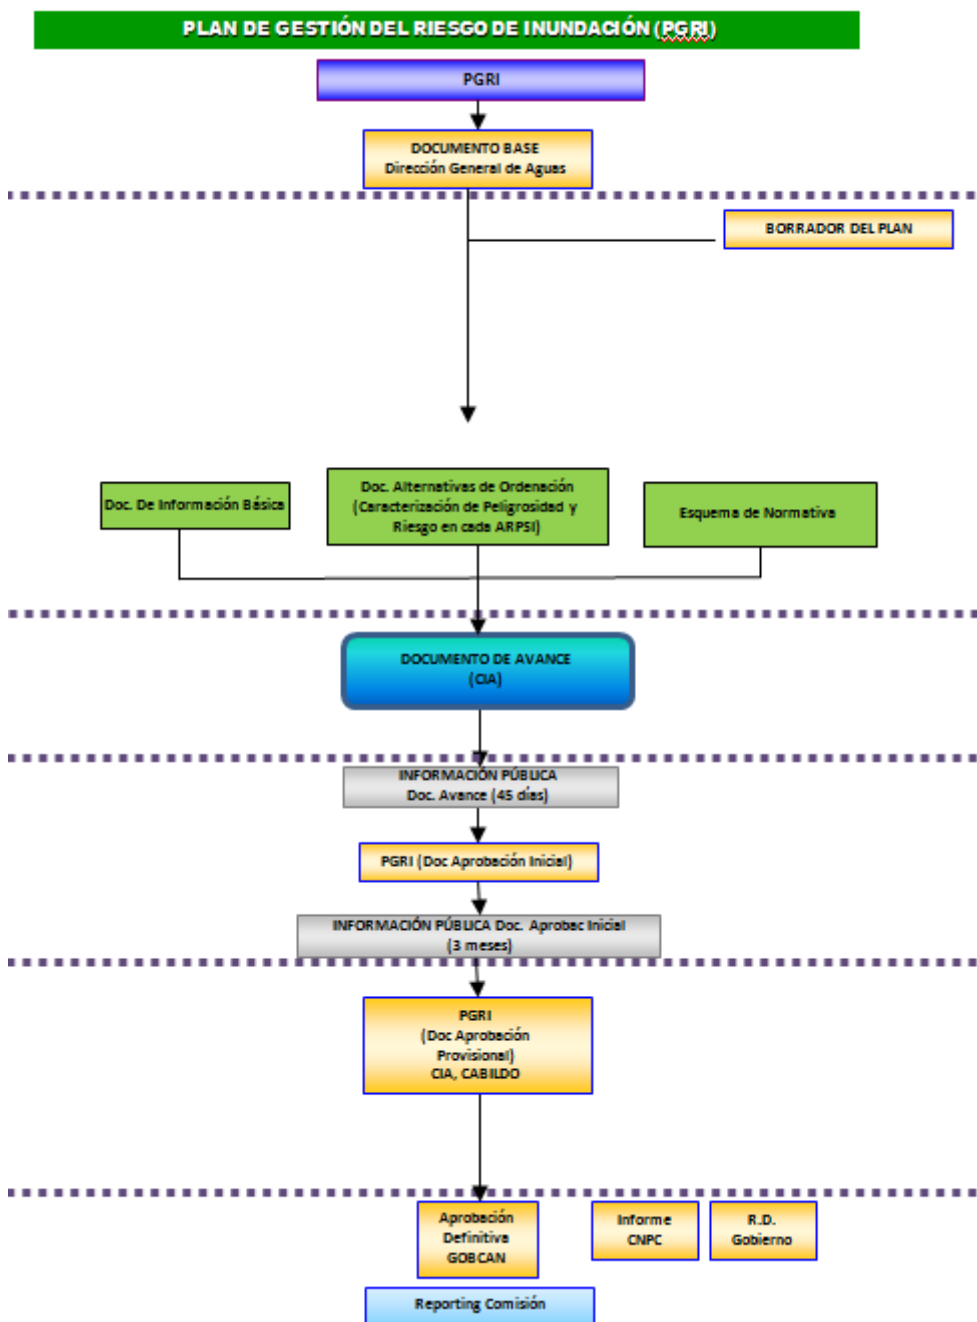 PLAN DE GESTIÓN DEL RIESGO DE INUNDACIÓN (PGRI)
PGRI
DOCUMENTO BASE
Dirección General de Aguas
BORRADOR DEL PLAN
Doc. De Información Básica
Doc. Alternativas de Ordenación
(Caracterización de Peligrosidad y
Riesgo en cada ARPSI)
Esquema de Normativa
DOCUMENTO DE AVANCE
(CIA)
INFORMACIÓN PÚBLICA
Doc. Avance (45 días)
PGRI (Doc Aprobación Inicial)
INFORMACIÓN PÚBLICA Doc. Aprobac Inicial
(3 meses)
PGRI
(Doc Aprobación
Provisional)
CIA, CABILDO
Aprobación
Definitiva
GOBCAN
Informe
CNPC
R.D.
Gobierno
Reporting Comisión